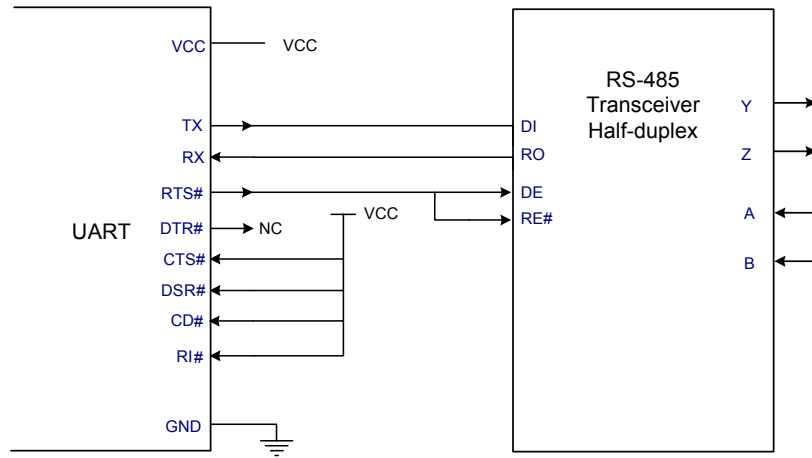 VCC
VCC
TX
RX
RTS#
DTR#
NC
CTS#
DSR#
CD#
RI#
GND
UART
VCC
RS-485
Transceiver
Half-duplex
DI
RO
DE
RE#
Y
Z
A
B